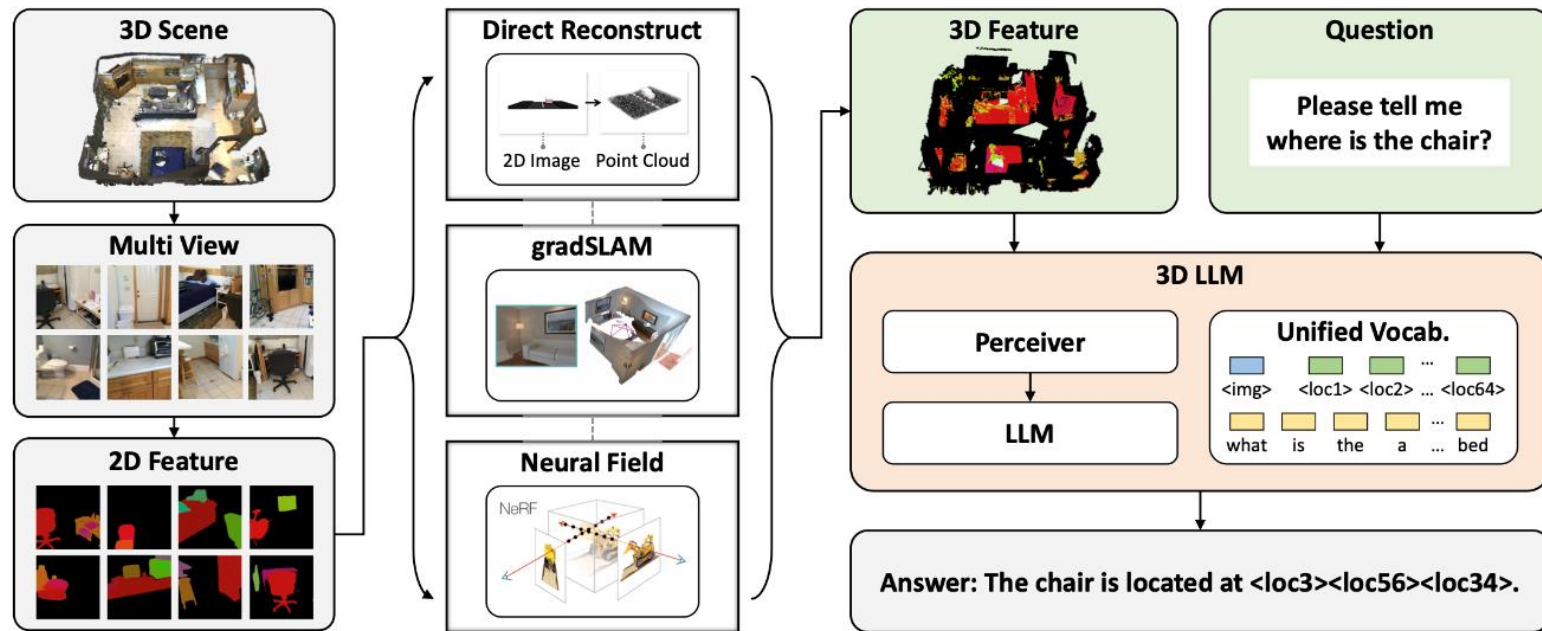 3D Scene
Multi View
2D Feature
Direct Reconstruct
2D Image
Point Cloud
gradSLAM
Neural Field
NeRF
3D Feature
Question
Please tell me
where is the chair?
3D LLM
Perceiver
LLM
Unified Vocab.
...
<img> <loc1> <loc2> ... <loc64>
...
what is the a ... bed
Answer: The chair is located at <loc3><loc56><loc34>.